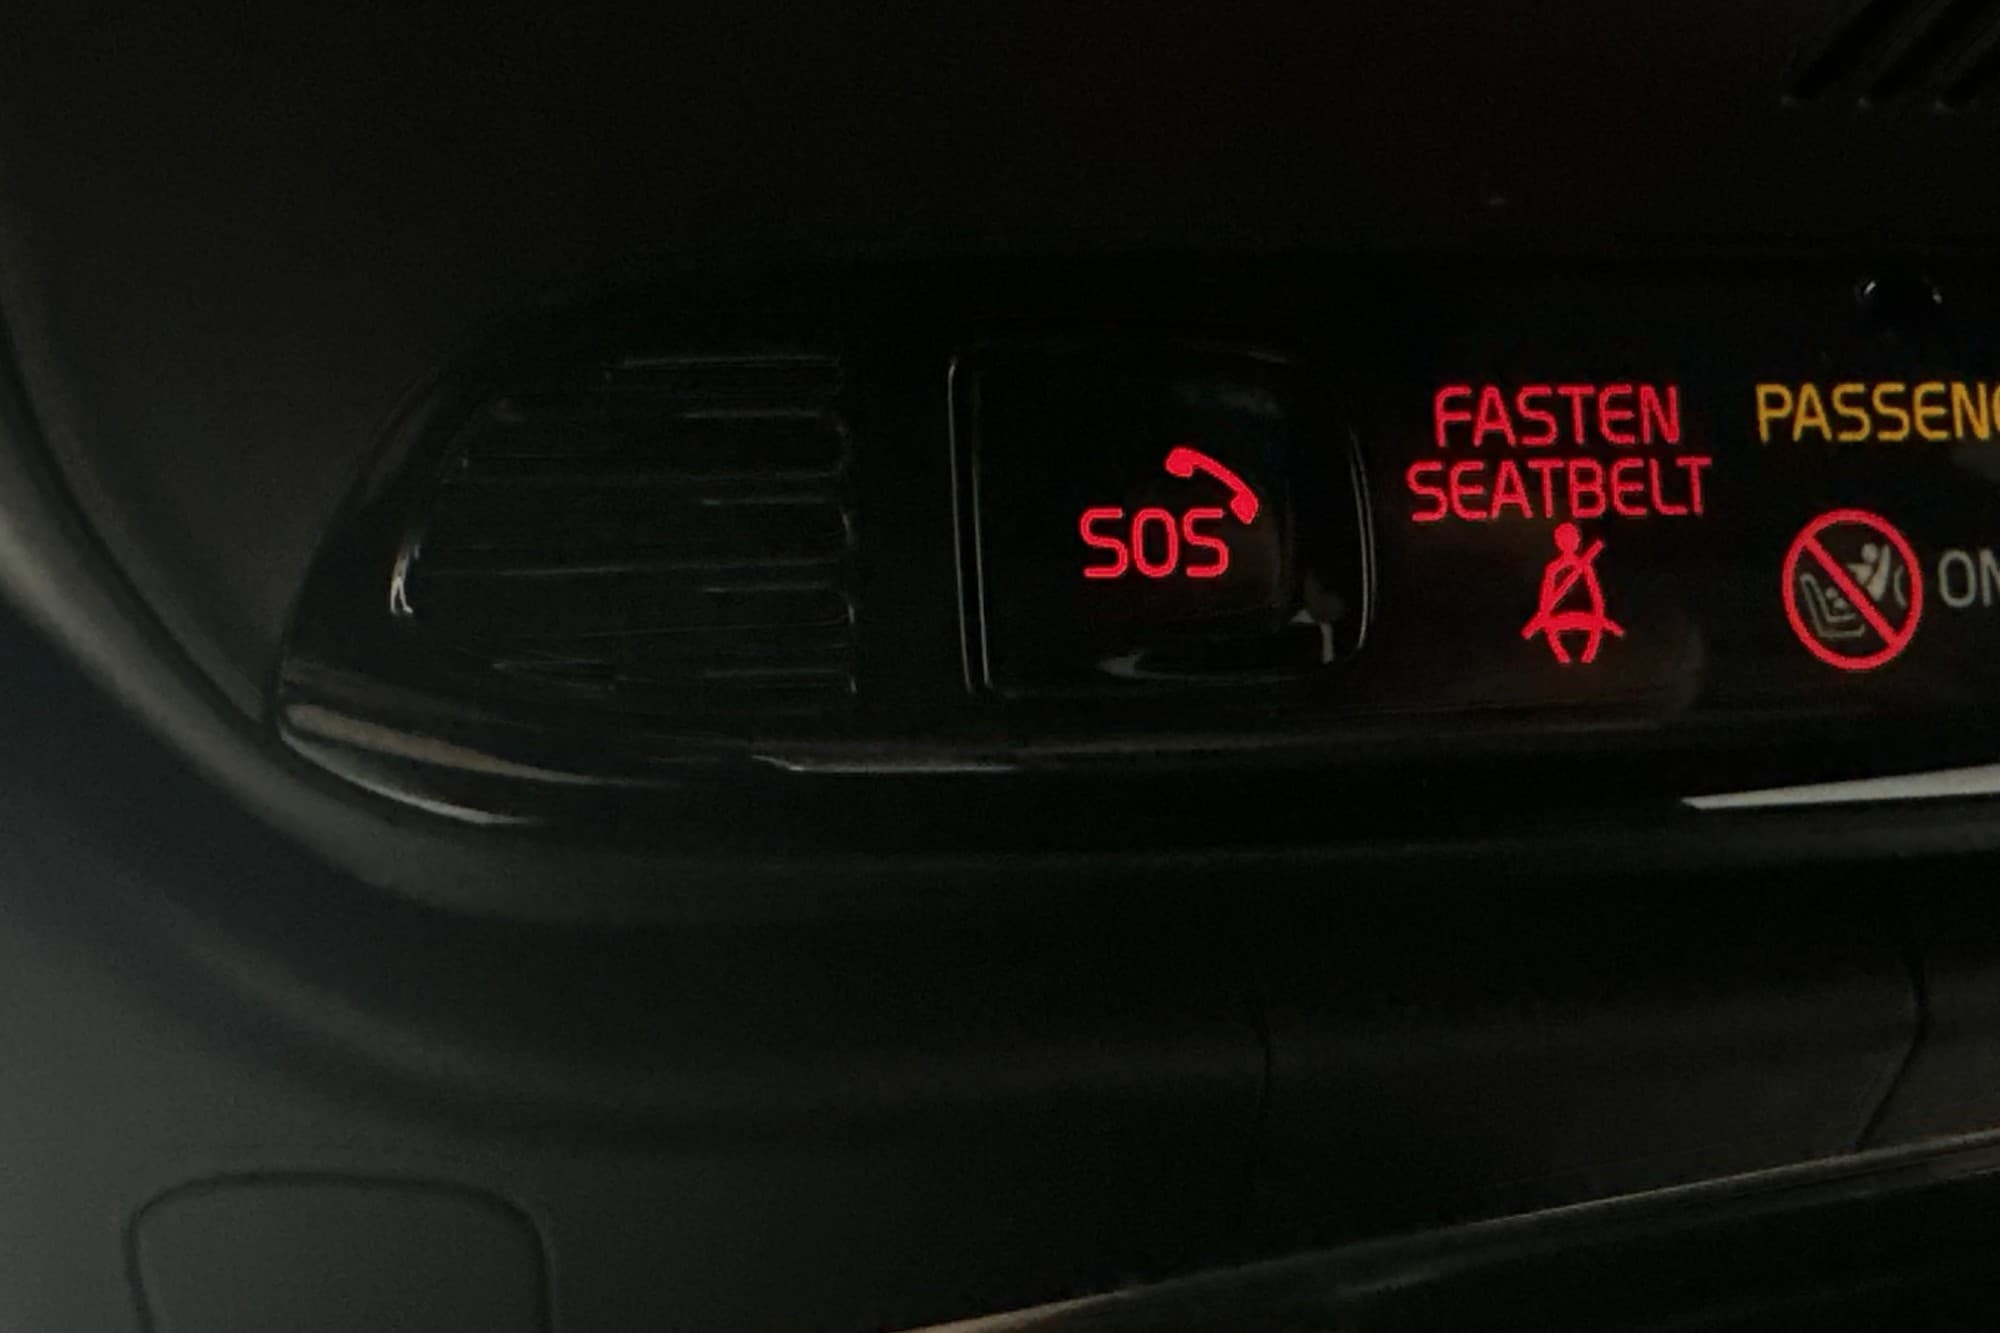 SOS
FASTEN
SEATBELT
PASSENG
ON